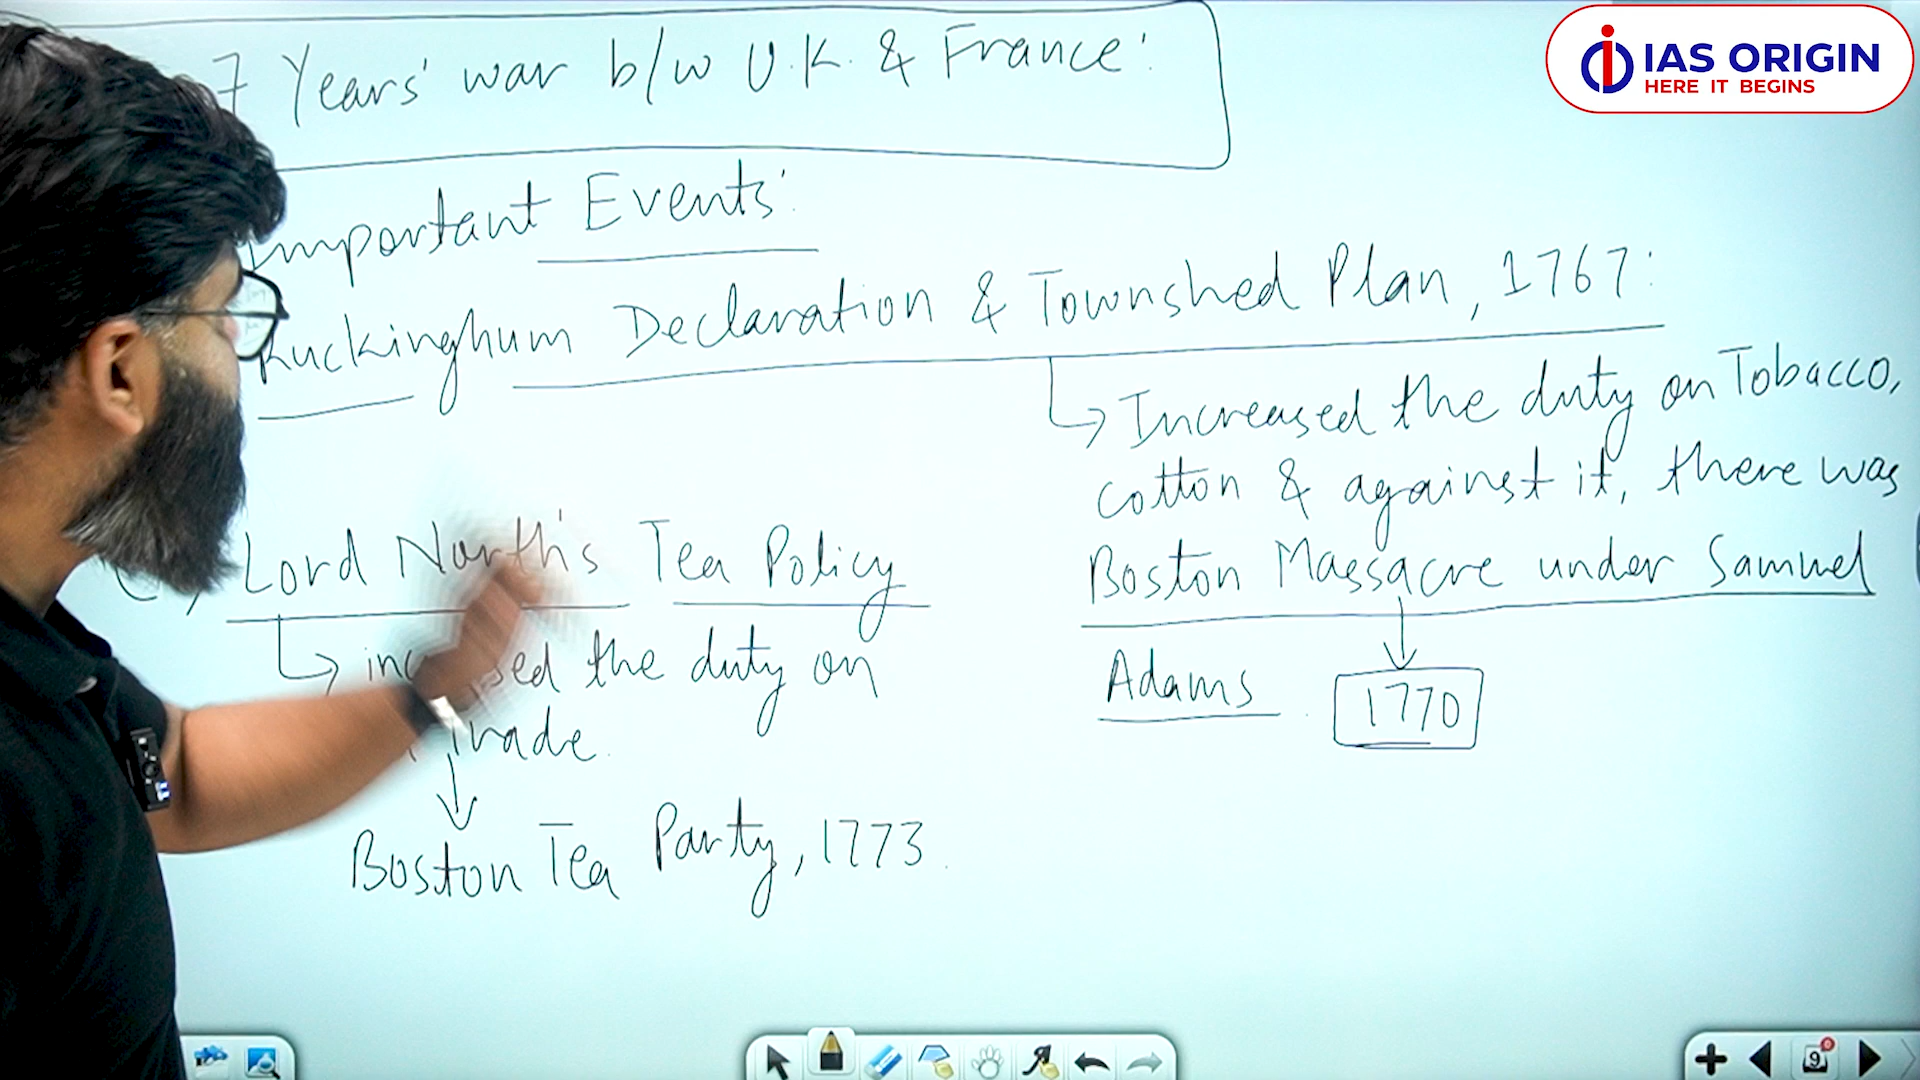 IAS ORIGIN
HERE IT BEGINS
7 Years' war b/w U.K. & France:
Important Events:
Declaration & Townshed Plan, 1767:
↳ Increased the duty on Tobacco,
cotton & against it, there was
Boston Massacre under Samuel
Adams
1770
Lord North's Tea Policy
↳ the duty on
trade.
Boston Tea Party, 1773.
9